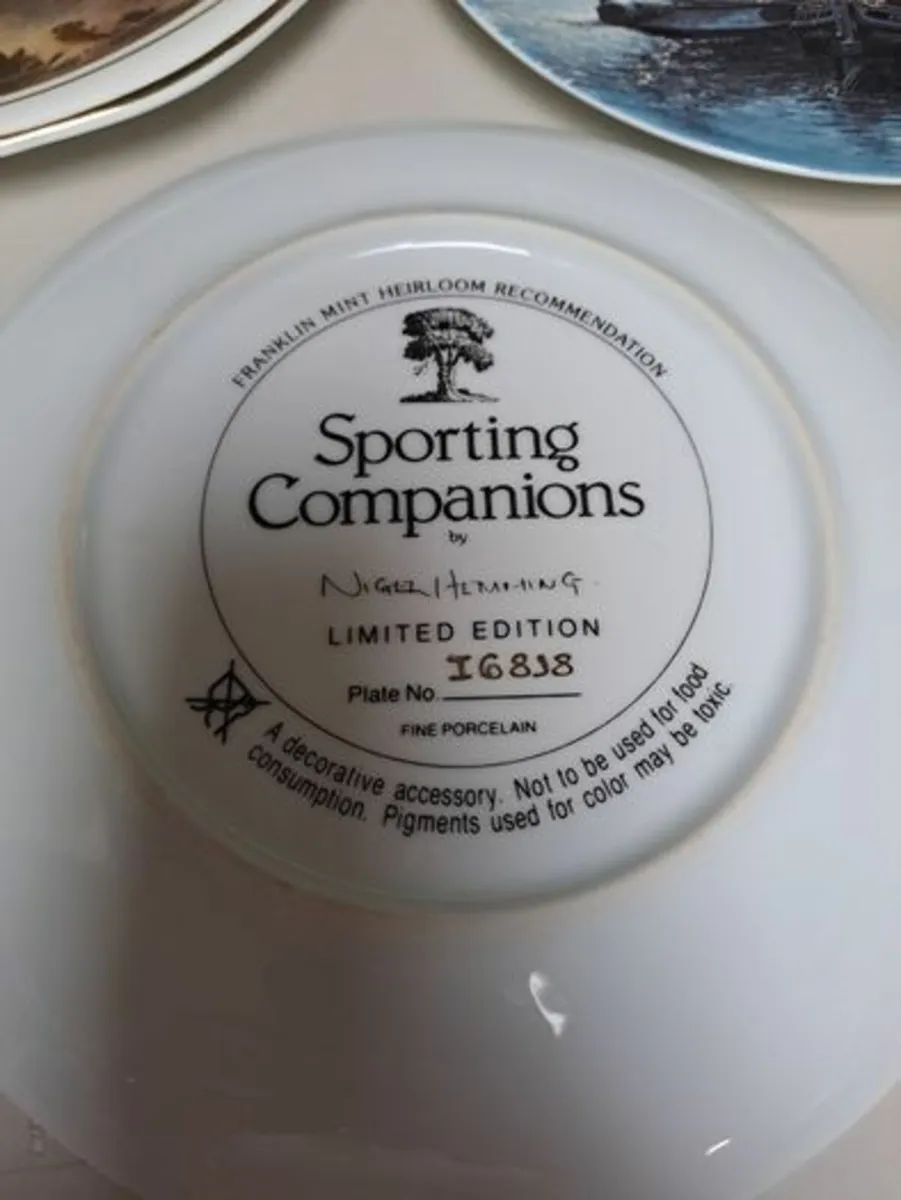 FRANKLIN MINT HEIRLOOM RECOMMENDATION
Sporting
Companions
by
NIGEL HEMMING
LIMITED EDITION
Plate No. I6838
FINE PORCELAIN
A decorative accessory. Not to be used for food
consumption. Pigments used for color may be toxic.